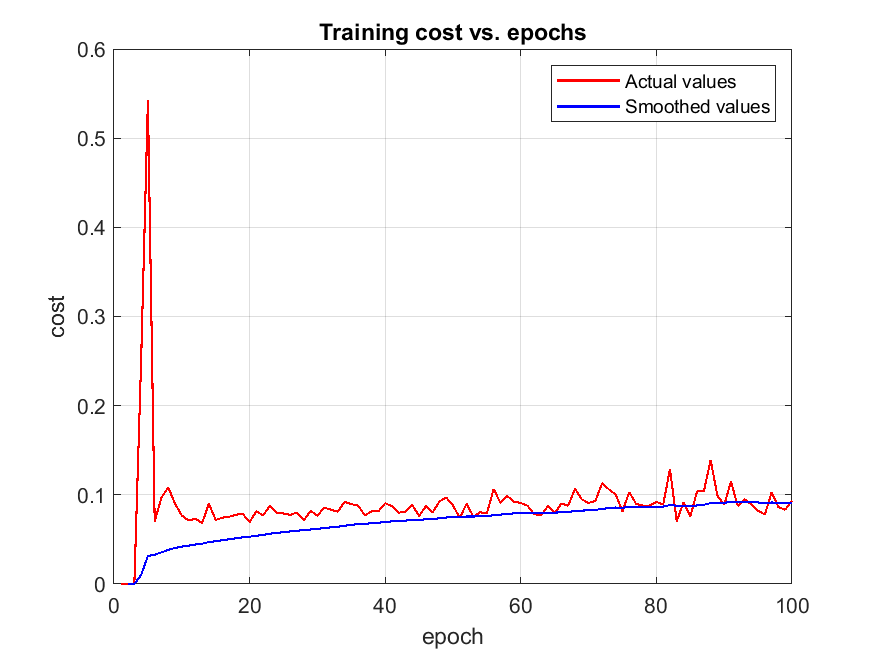 Training cost vs. epochs
0.6
0.5
0.4
0.3
0.2
0.1
0
cost
Actual values
Smoothed values
0 20 40 60 80 100
epoch